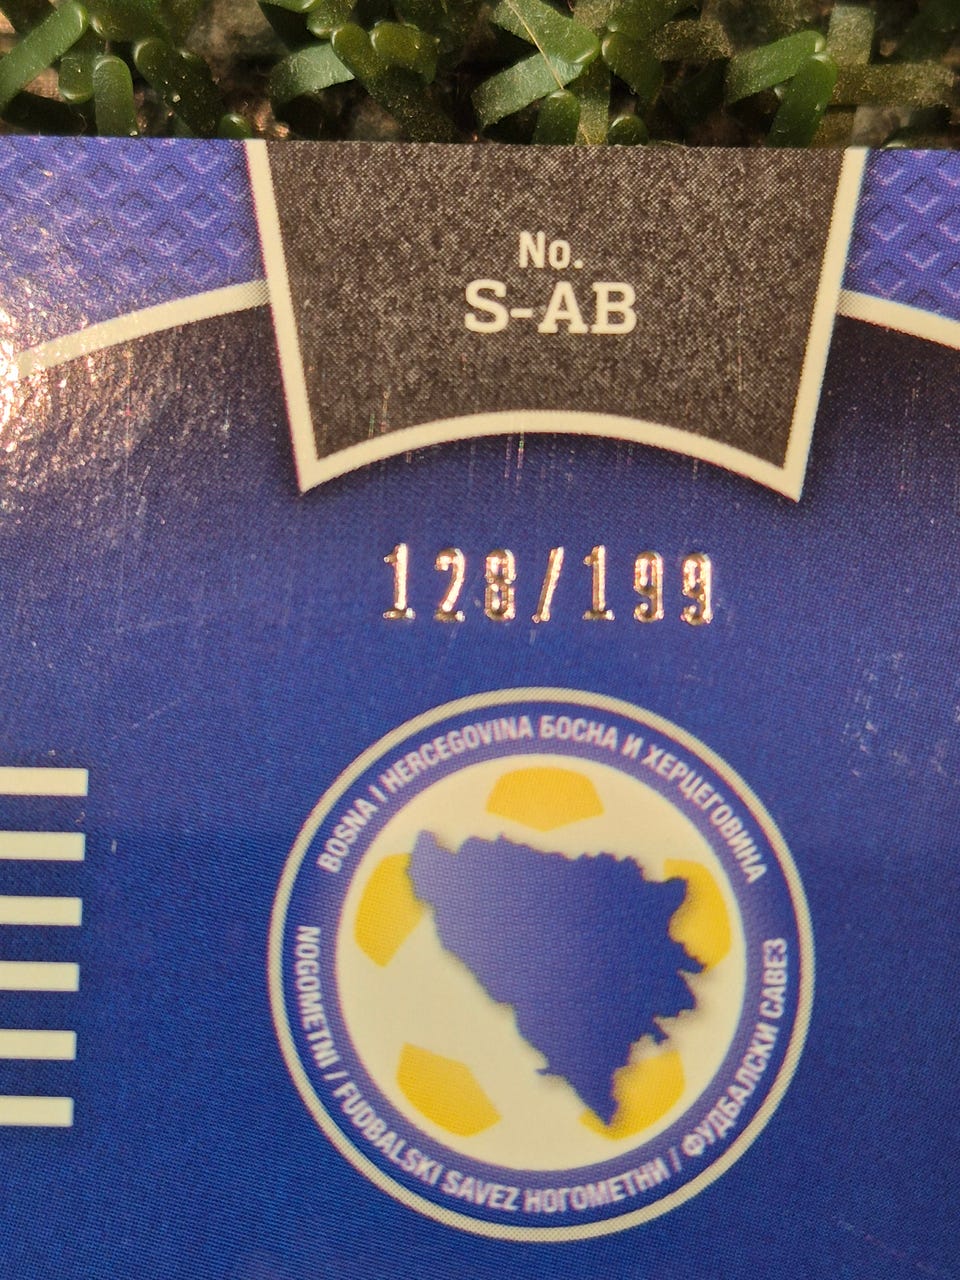 No.
S-AB
128/199
BOSNA I HERCEGOVINA БОСНА И ХЕРЦЕГОВИНА
NOGOMETNI / FUDBALSKI SAVEZ НОГОМЕТНИ / ФУДБАЛСКИ САВЕЗ